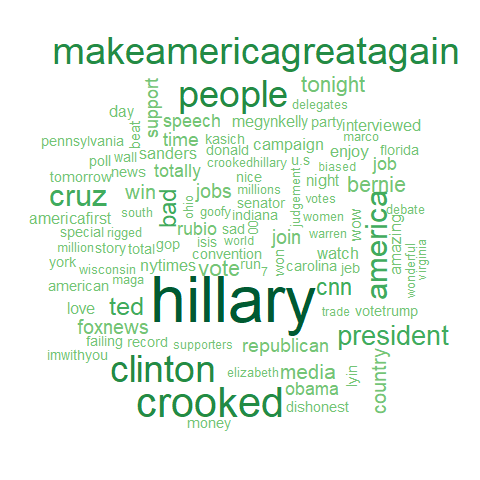 makeamericagreatagain
people tonight
support delegates
day speech megynkelly party interviewed
beat time kasich marco
pennsylvania donald campaign enjoy florida
poll wall sanders crookedhillary u.s biased job
tomorrow news totally nice night bernie
cruz win bad jobs millions judgement votes america
americafirst south ohio goofy indiana senator women wow debate
special rigged rubio sad 00 join warren amazing
million story total gop isis world watch wonderful virginia
york wisconsin nytimes vote convention run 7 won carolina jeb
american maga hillary cnn
love ted trade votetrump
foxnews president
failing record supporters republican
imwithyou clinton elizabeth media lyin country
crooked obama
dishonest
money